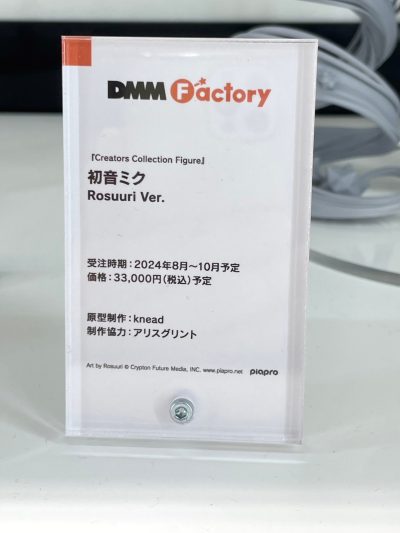 DMM Factory
『Creators Collection Figure』
初音ミク
Rosuuri Ver.
受注時期：2024年8月～10月予定
価格：33,000円（税込）予定
原型制作：knead
制作協力：アリスグリント
Art by Rosuuri © Crypton Future Media, INC. www.piapro.net piapro